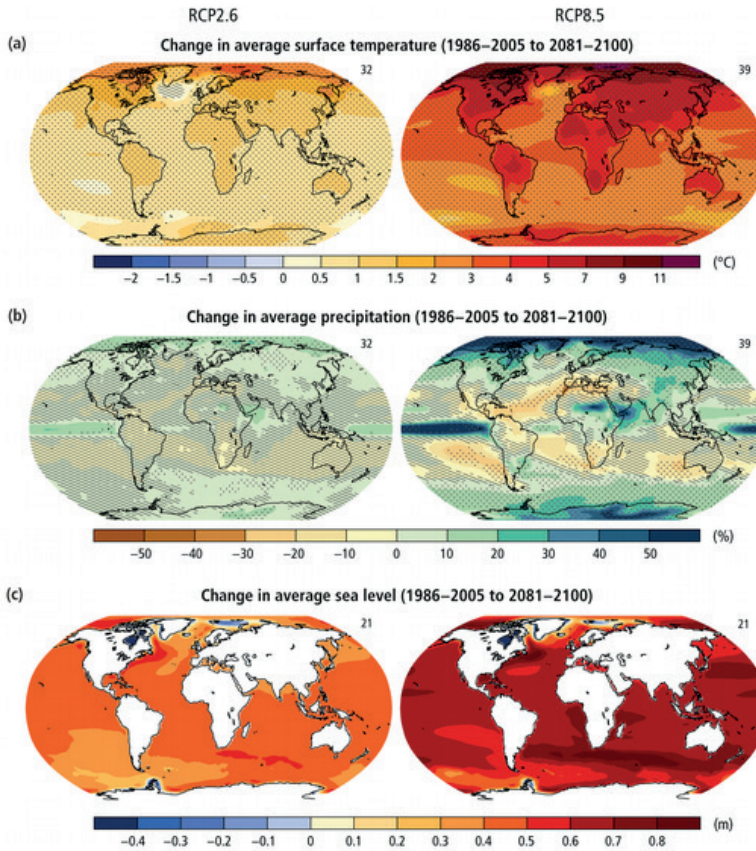 RCP2.6 RCP8.5
(a) Change in average surface temperature (1986–2005 to 2081–2100)
32 39
(°C)
−2 −1.5 −1 −0.5 0 0.5 1 1.5 2 3 4 5 7 9 11
(b) Change in average precipitation (1986–2005 to 2081–2100)
32 39
(%)
−50 −40 −30 −20 −10 0 10 20 30 40 50
(c) Change in average sea level (1986–2005 to 2081–2100)
21 21
(m)
−0.4 −0.3 −0.2 −0.1 0 0.1 0.2 0.3 0.4 0.5 0.6 0.7 0.8